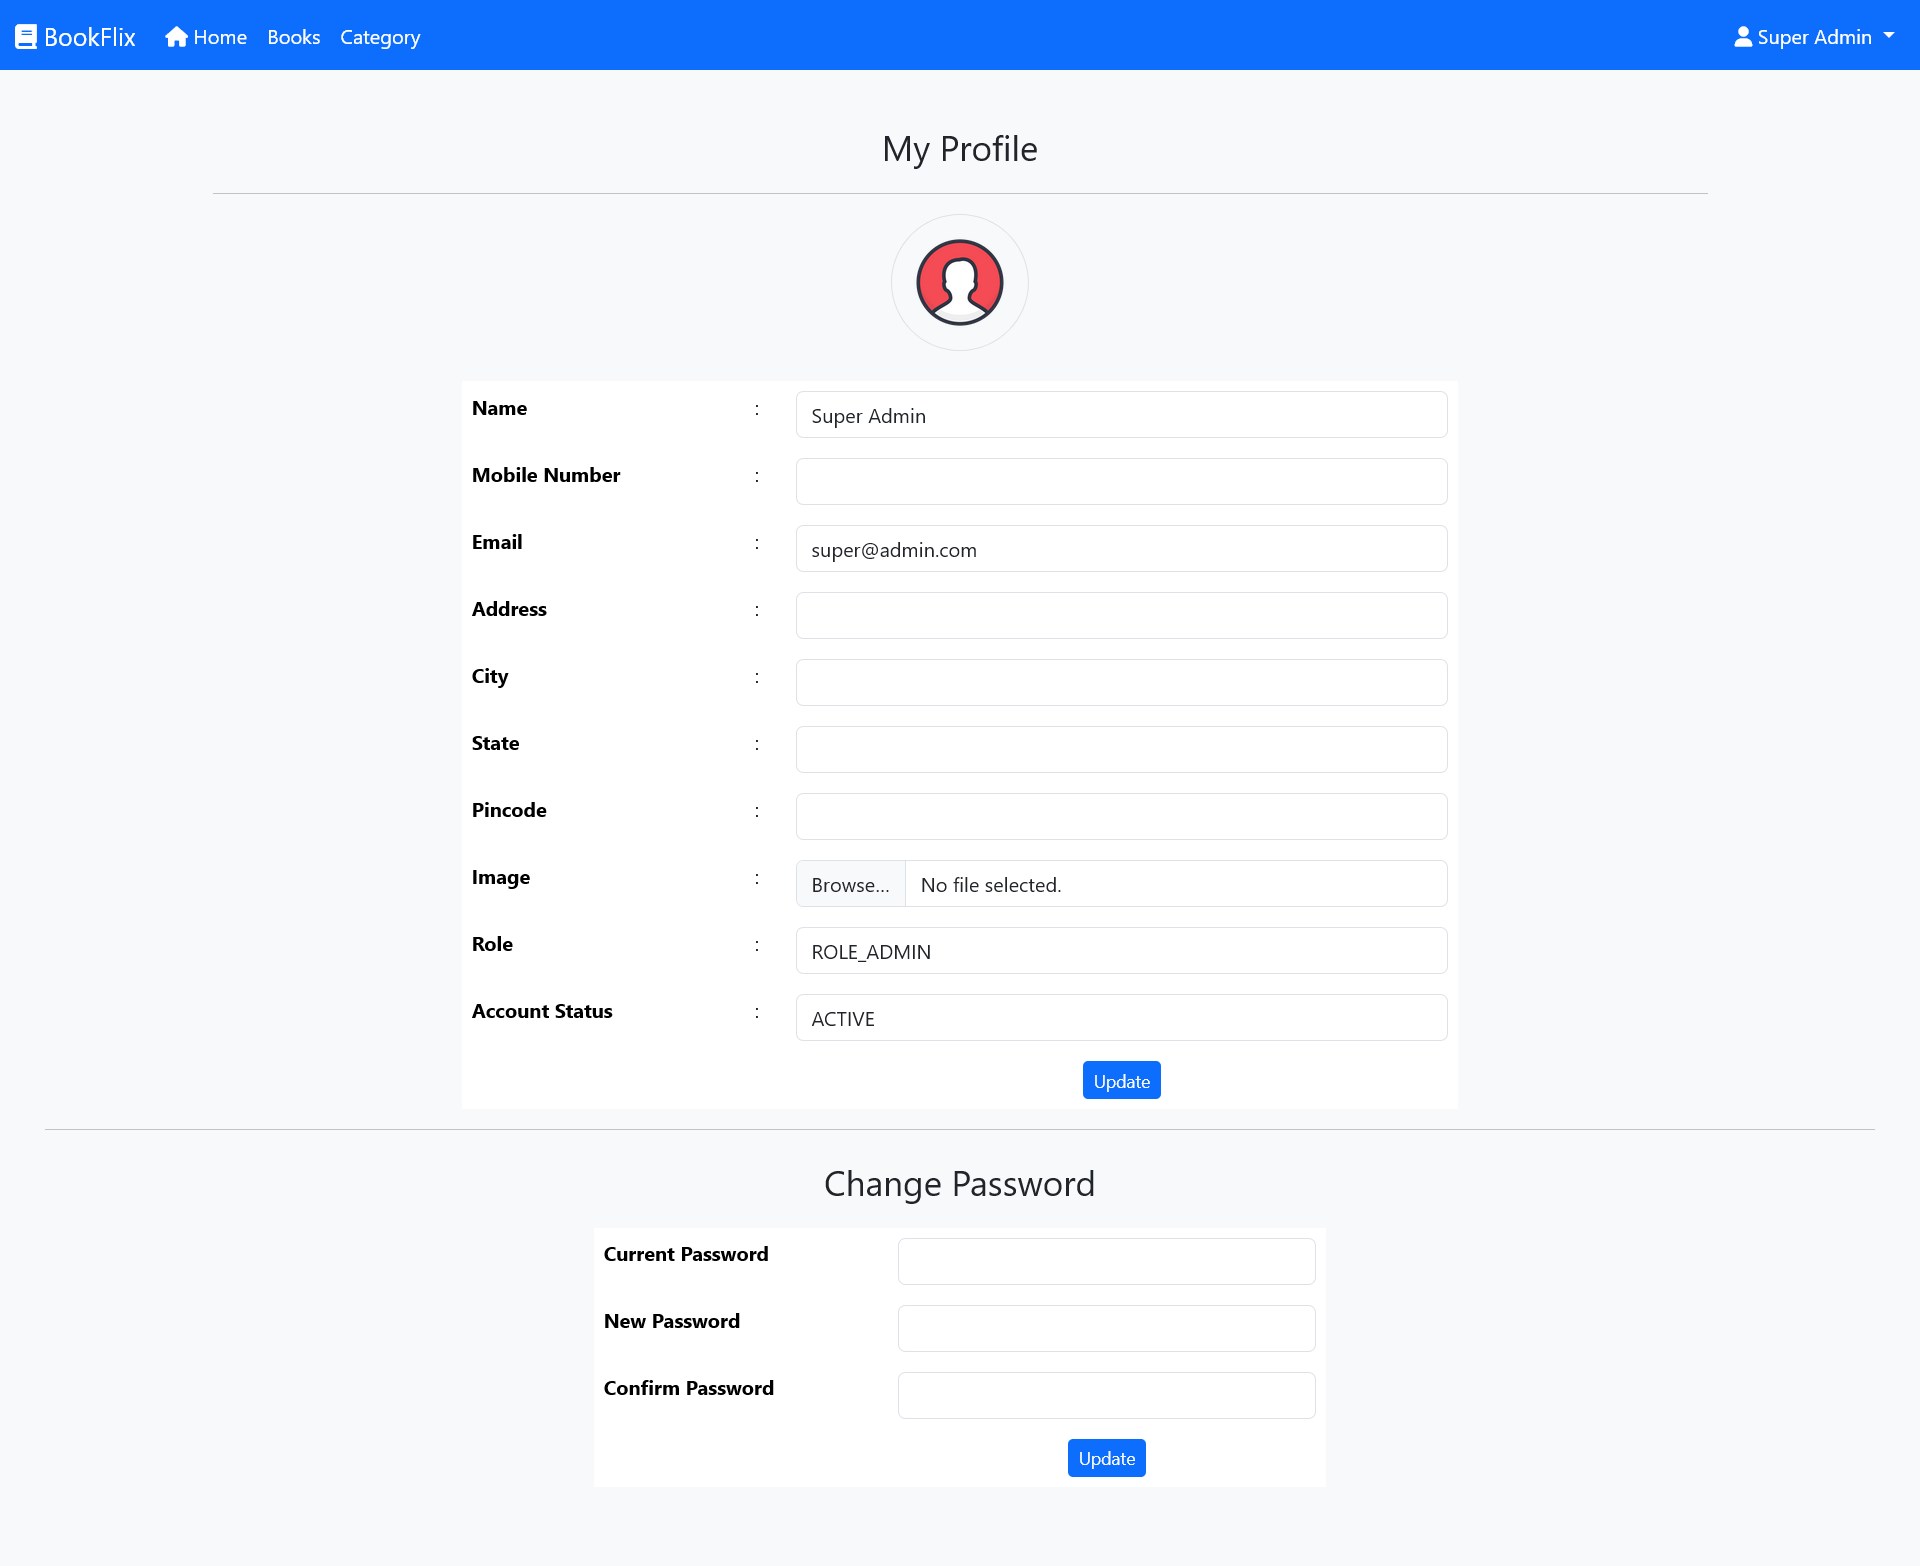 BookFlix Home Books Category Super Admin
My Profile
Name : Super Admin
Mobile Number :
Email : super@admin.com
Address :
City :
State :
Pincode :
Image : Browse... No file selected.
Role : ROLE_ADMIN
Account Status : ACTIVE
Update
Change Password
Current Password
New Password
Confirm Password
Update